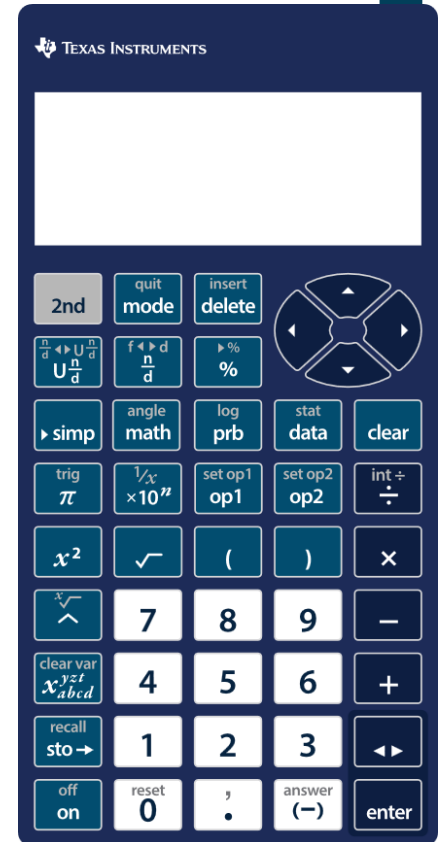 TEXAS INSTRUMENTS
quit insert
2nd mode delete
n/d ◂▸ U n/d f ◂▸ d ▸%
U n/d n/d %
angle log stat
▸ simp math prb data clear
trig 1/x set op1 set op2 int ÷
π ×10ⁿ op1 op2 ÷
x² √ ( ) ×
ˣ√
^ 7 8 9 −
clear var
x yzt abcd 4 5 6 +
recall
sto → 1 2 3 ◂ ▸
off reset , answer
on 0 . (−) enter